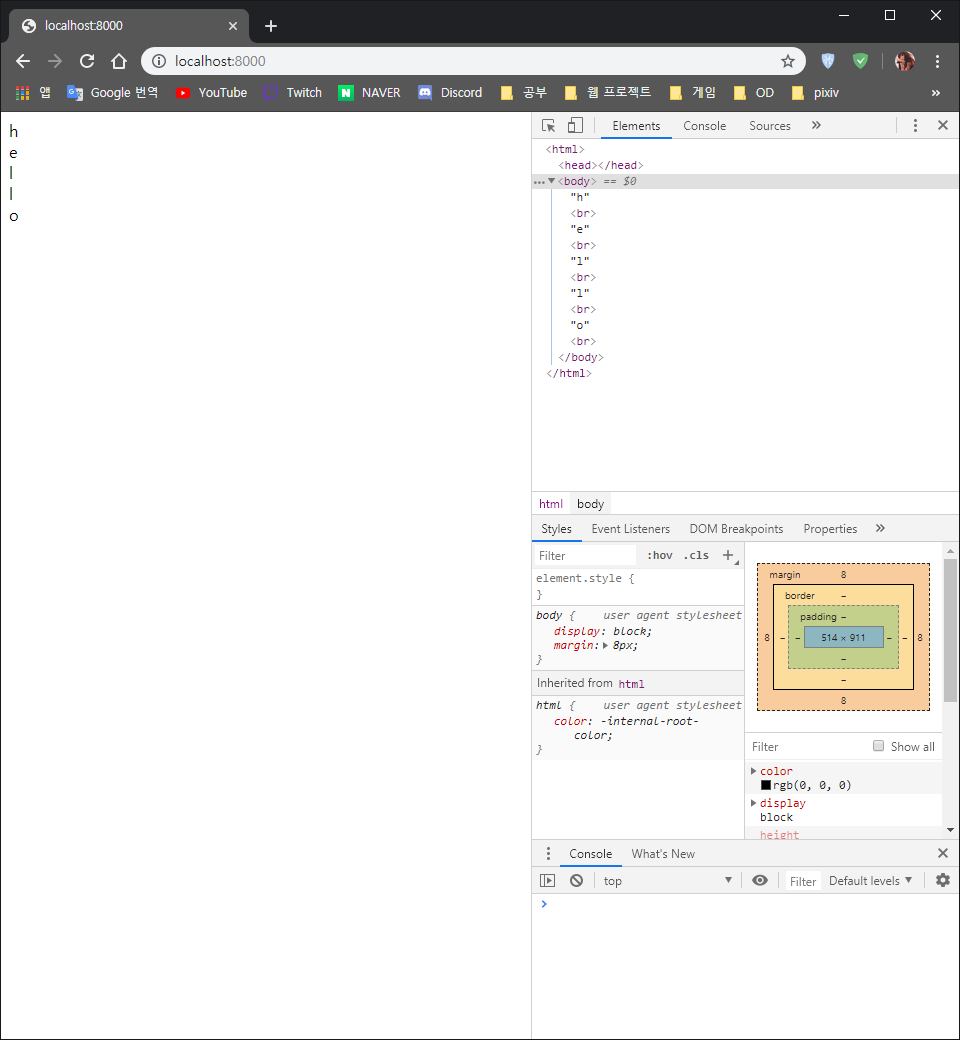 localhost:8000
localhost:8000
앱 Google 번역 YouTube Twitch NAVER Discord 공부 웹 프로젝트 게임 OD pixiv »
h
e
l
l
o
Elements Console Sources »
<html>
<head></head>
<body> == $0
"h"
<br>
"e"
<br>
"l"
<br>
"l"
<br>
"o"
<br>
</body>
</html>
html body
Styles Event Listeners DOM Breakpoints Properties »
Filter :hov .cls +
element.style {
}
body { user agent stylesheet
display: block;
margin: 8px;
}
Inherited from html
html { user agent stylesheet
color: -internal-root-
color;
}
margin 8
border –
padding –
8 – – 514 × 911 – – 8
–
–
8
Filter Show all
color
rgb(0, 0, 0)
display
block
height
Console What's New
top Filter Default levels